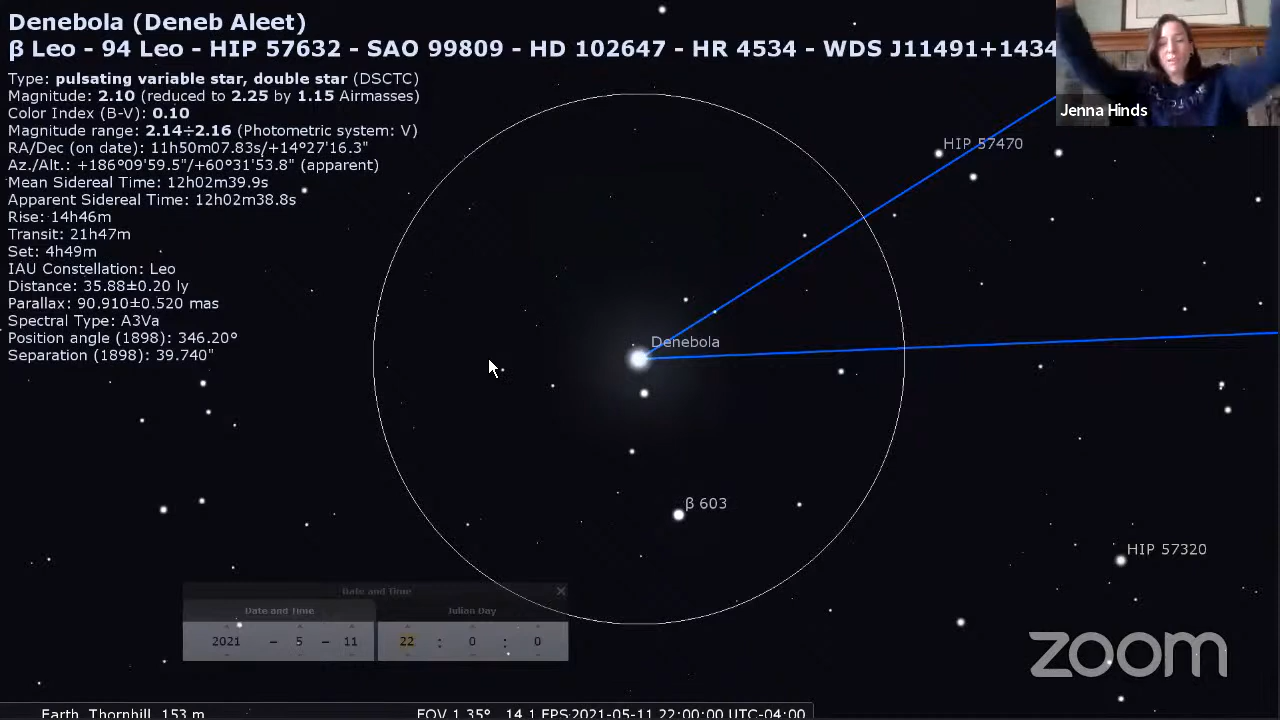 Denebola (Deneb Aleet)
β Leo - 94 Leo - HIP 57632 - SAO 99809 - HD 102647 - HR 4534 - WDS J11491+1434
Type: pulsating variable star, double star (DSCTC)
Magnitude: 2.10 (reduced to 2.25 by 1.15 Airmasses)
Color Index (B-V): 0.10
Magnitude range: 2.14÷2.16 (Photometric system: V)
RA/Dec (on date): 11h50m07.83s/+14°27'16.3"
Az./Alt.: +186°09'59.5"/+60°31'53.8" (apparent)
Mean Sidereal Time: 12h02m39.9s
Apparent Sidereal Time: 12h02m38.8s
Rise: 14h46m
Transit: 21h47m
Set: 4h49m
IAU Constellation: Leo
Distance: 35.88±0.20 ly
Parallax: 90.910±0.520 mas
Spectral Type: A3Va
Position angle (1898): 346.20°
Separation (1898): 39.740"
Jenna Hinds
HIP 57470
Denebola
β 603
HIP 57320
Date and Time
Date and Time Julian Day
2021 - 5 - 11 22 : 0 : 0
zoom
Earth, Thornhill, 153 m FOV 1.35° 14.1 FPS 2021-05-11 22:00:00 UTC-04:00